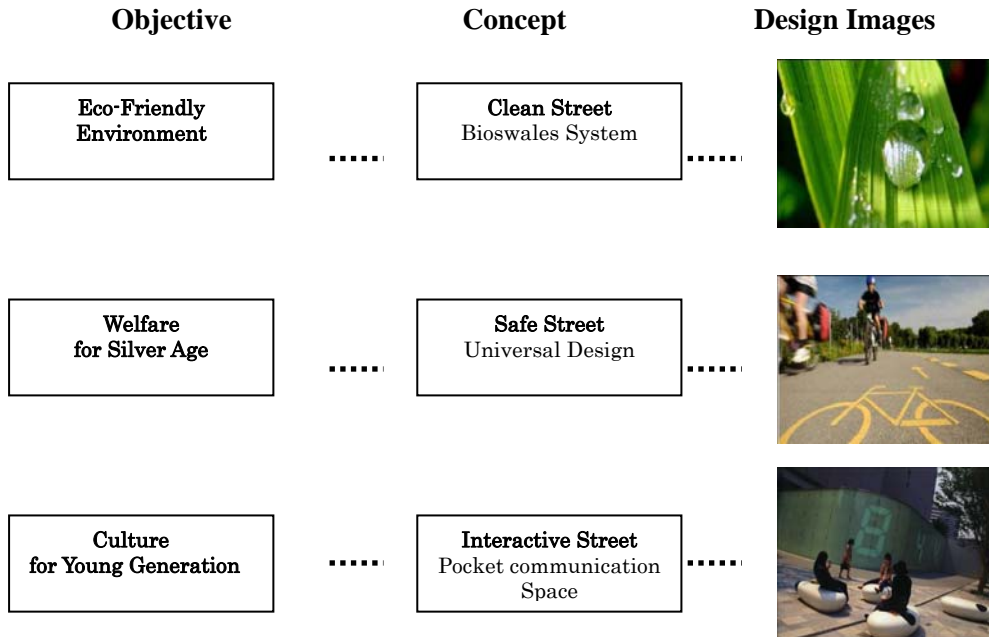 Objective Concept Design Images
Eco-Friendly
Environment
Clean Street
Bioswales System
Welfare
for Silver Age
Safe Street
Universal Design
8
Culture
for Young Generation
Interactive Street
Pocket communication
Space